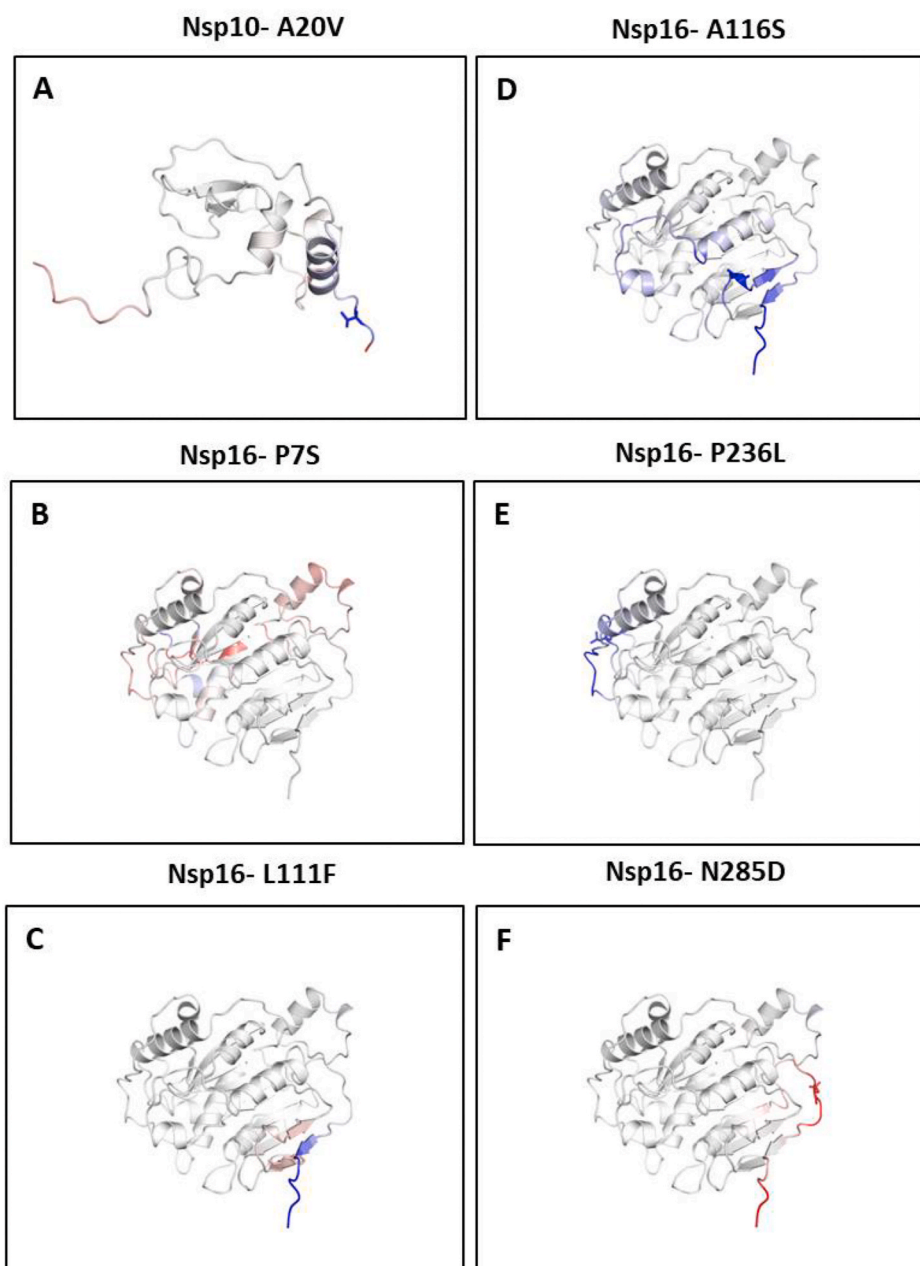 Nsp10- A20V
Nsp16- A116S
A
D
Nsp16- P7S
Nsp16- P236L
B
E
Nsp16- L111F
Nsp16- N285D
C
F